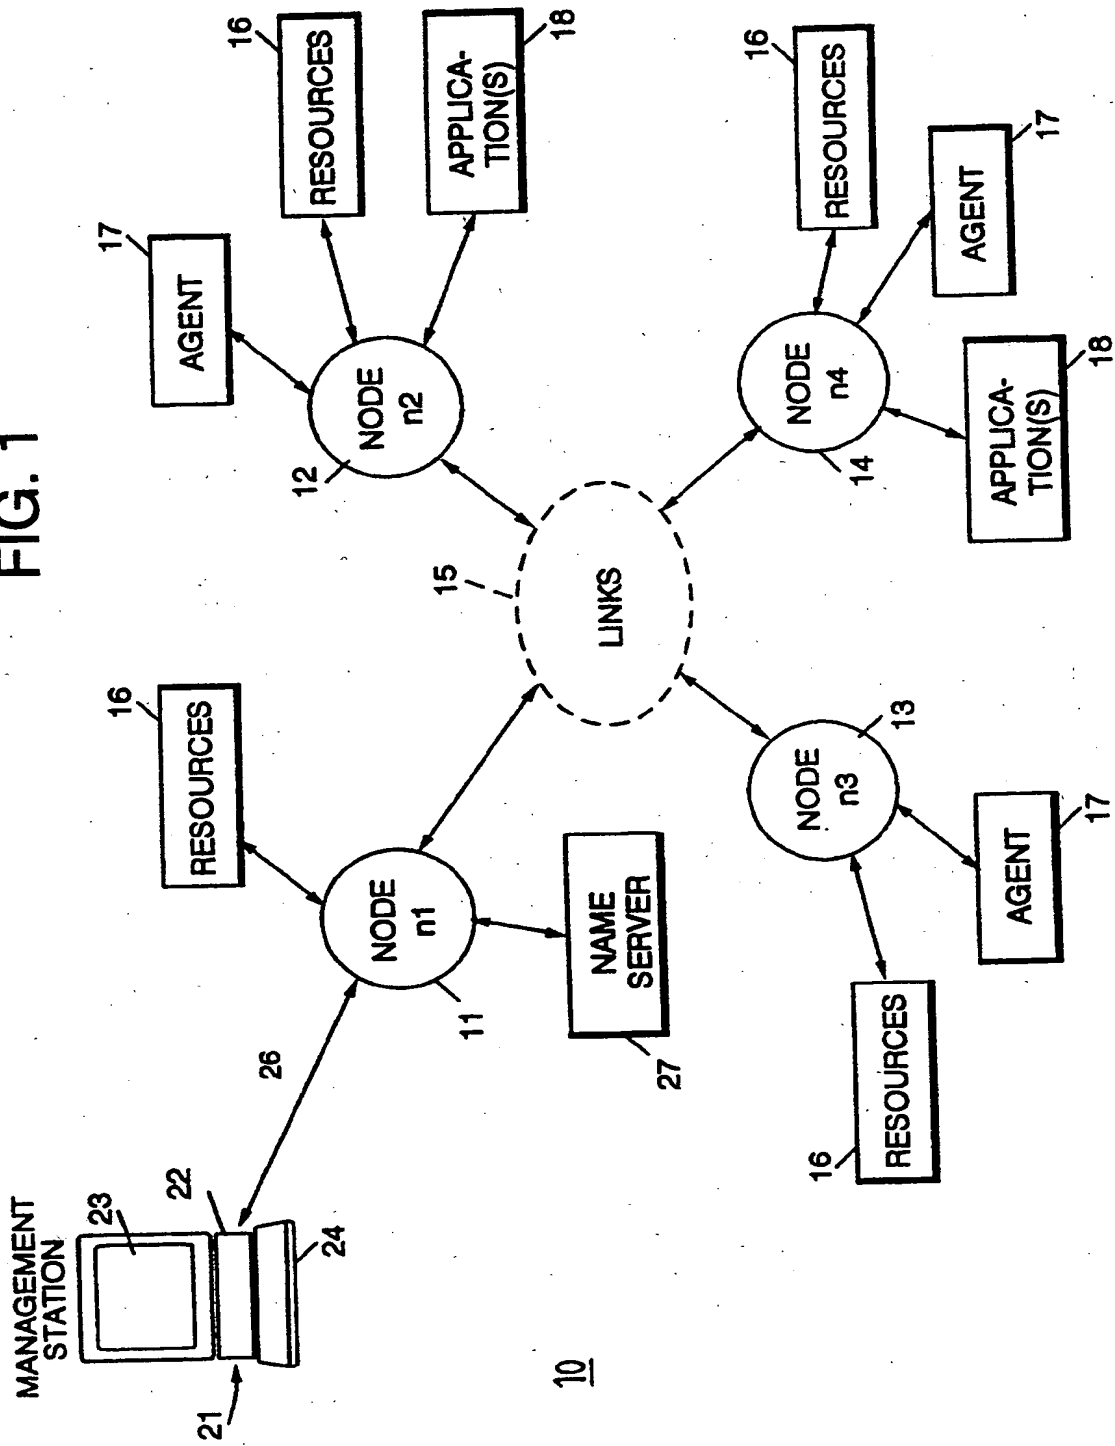 FIG. 1
MANAGEMENT
STATION
23
22
21
24
26
16
RESOURCES
NODE
n1
11
NAME
SERVER
27
15
LINKS
17
AGENT
16
RESOURCES
APPLICA-
TION(S)
18
NODE
n2
12
NODE
n3
13
16
RESOURCES
AGENT
17
NODE
n4
14
16
RESOURCES
AGENT
17
APPLICA-
TION(S)
18
10